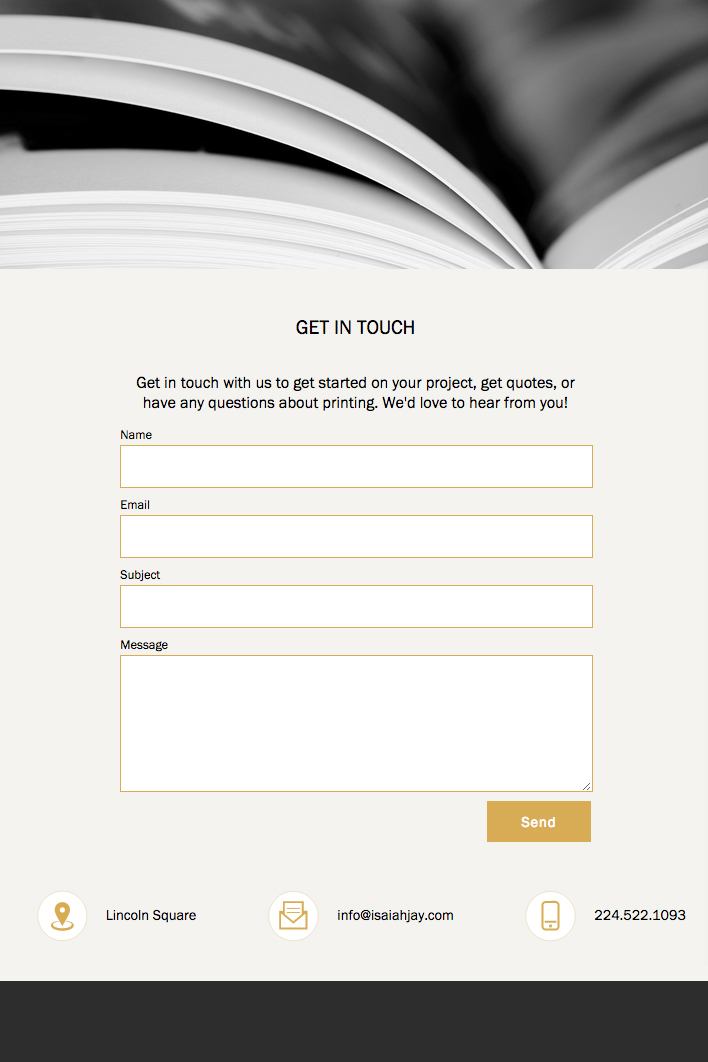 GET IN TOUCH
Get in touch with us to get started on your project, get quotes, or
have any questions about printing. We'd love to hear from you!
Name
Email
Subject
Message
Send
Lincoln Square
info@isaiahjay.com
224.522.1093